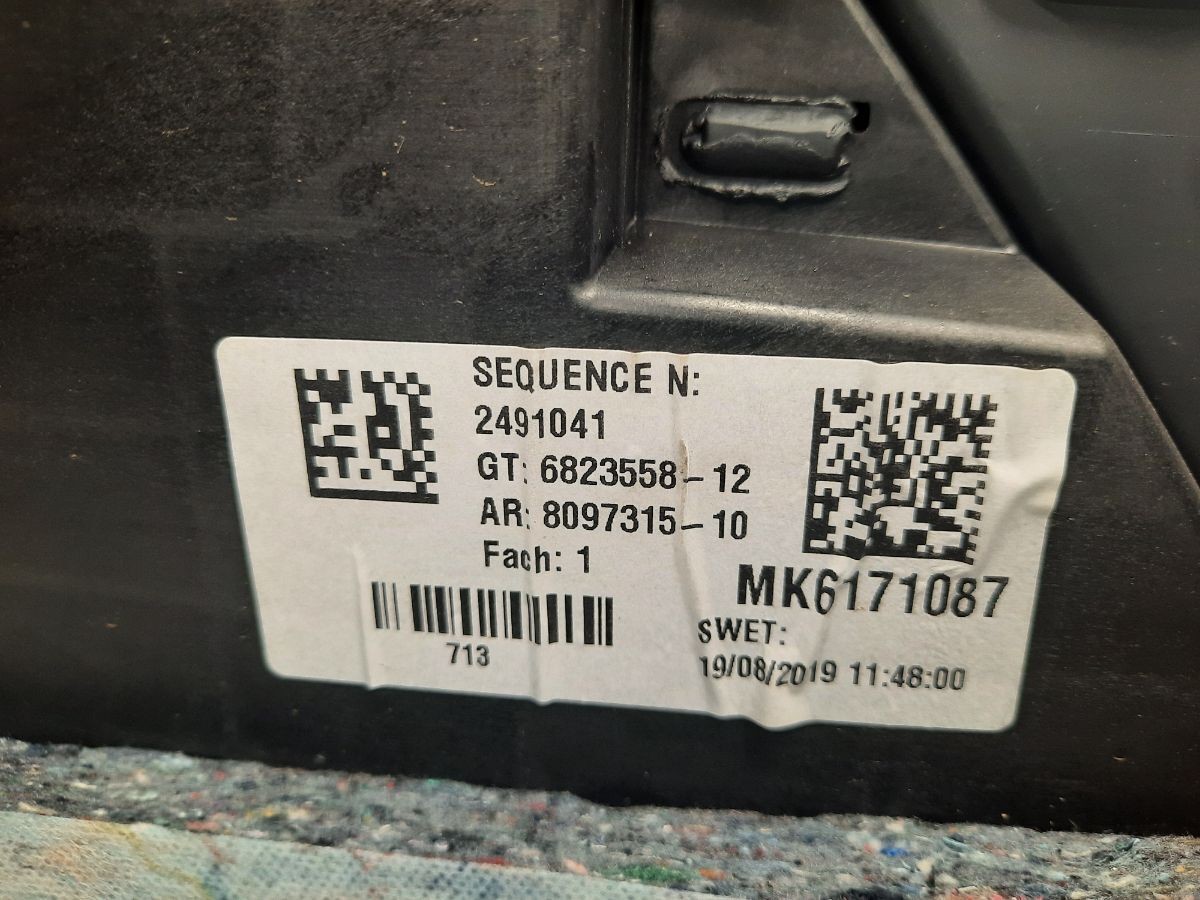 SEQUENCE N:
2491041
GT: 6823558-12
AR: 8097315-10
Fach: 1
713
MK6171087
SWET:
19/08/2019 11:48:00